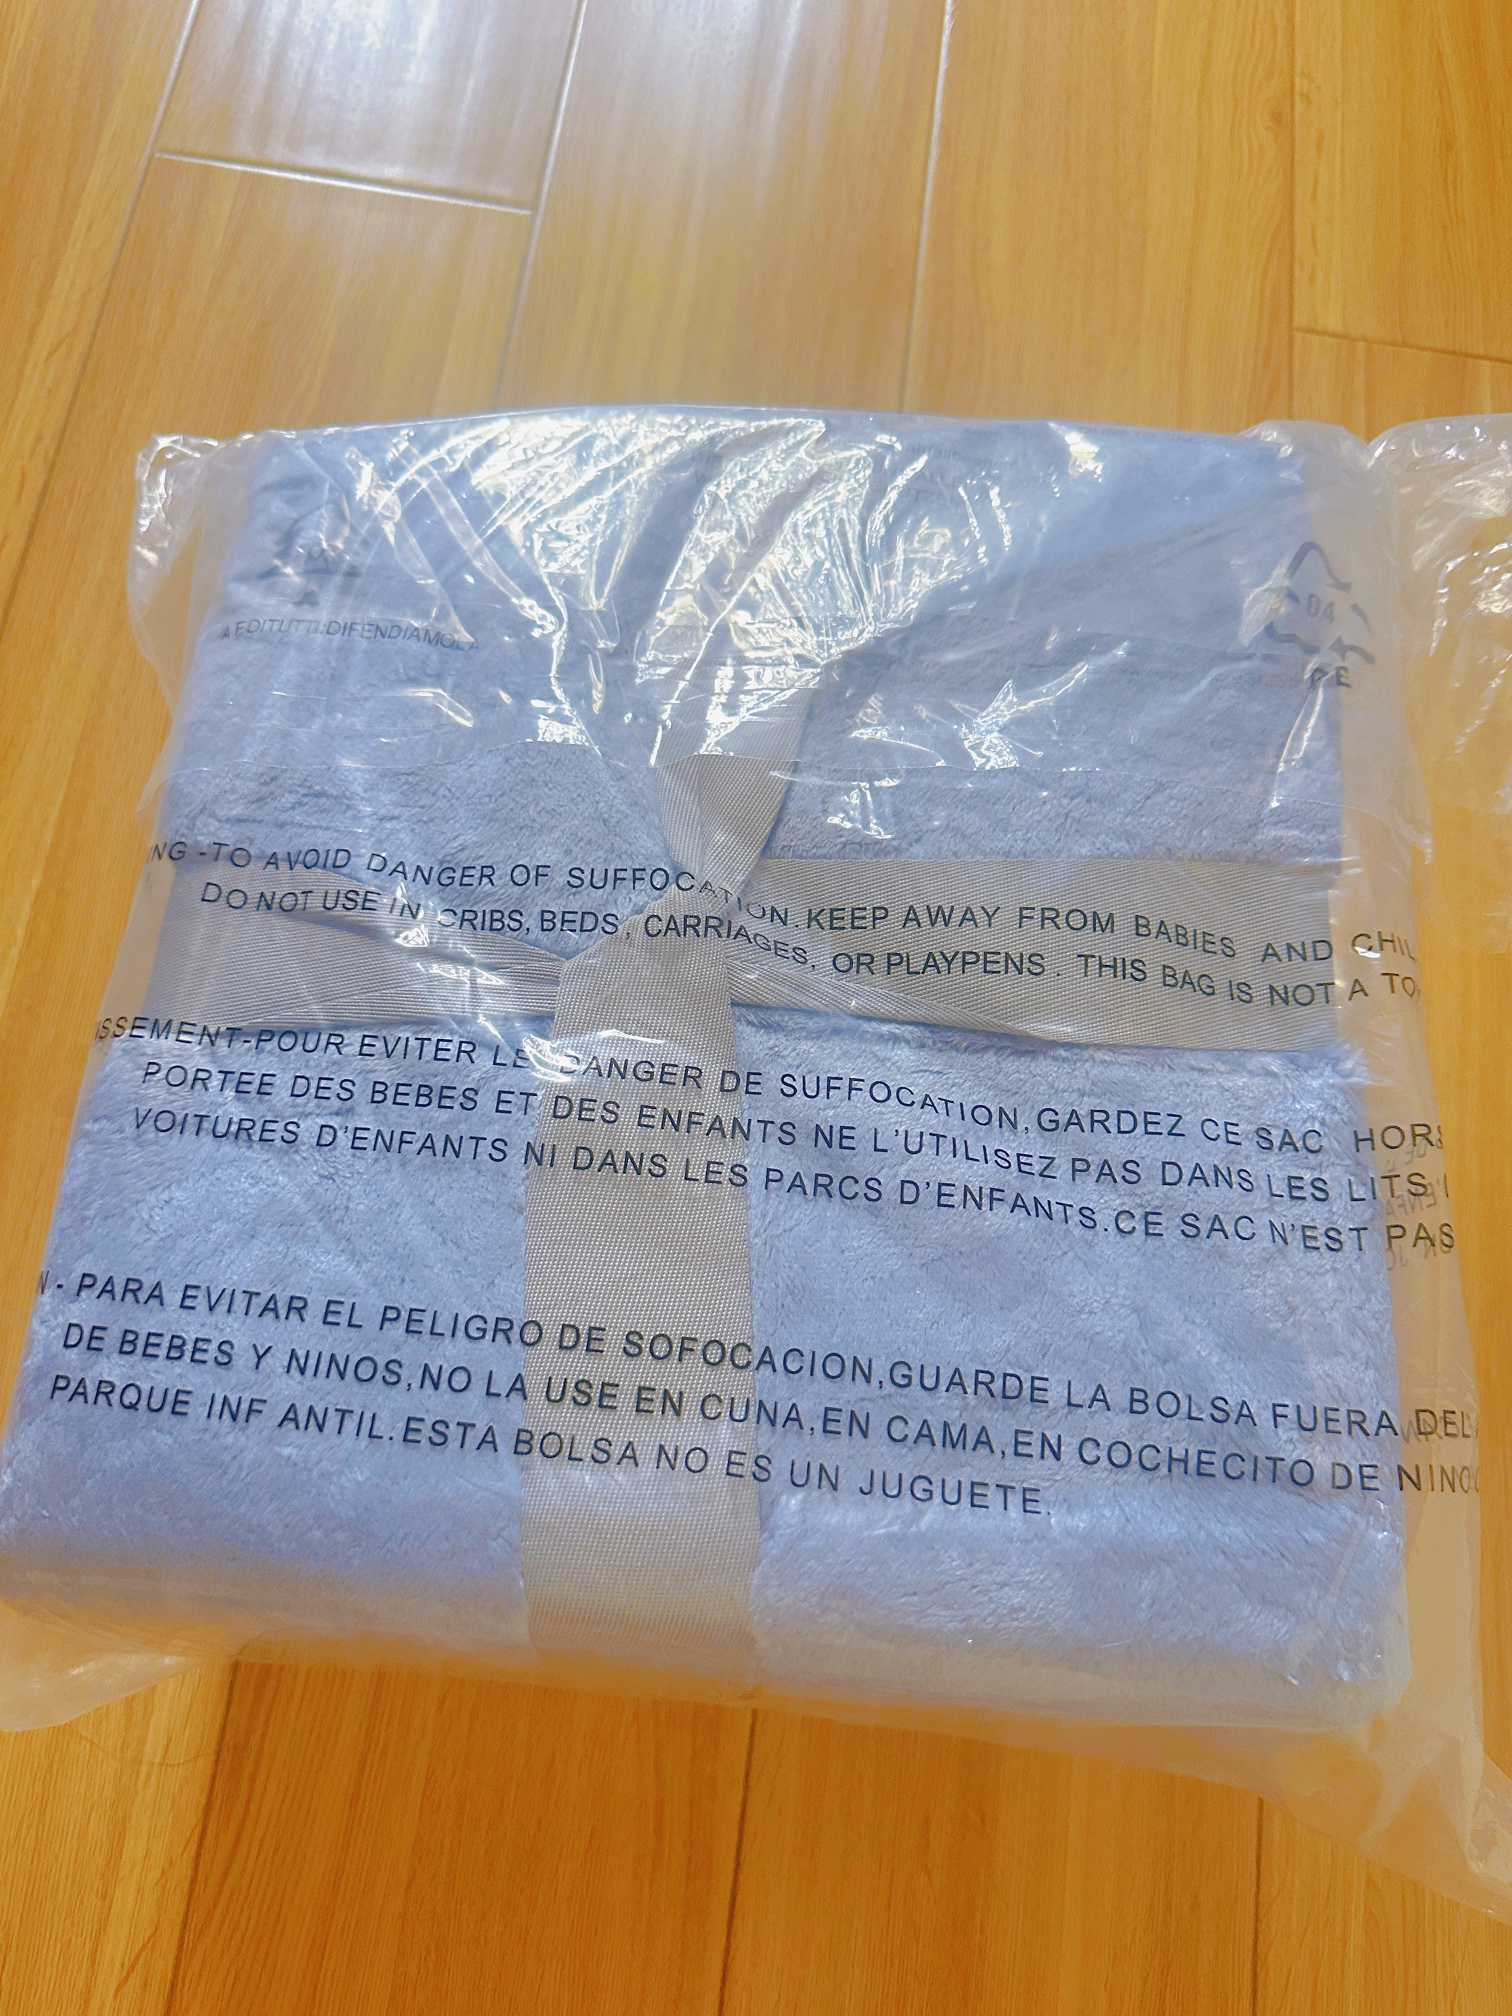 04
PE
AEDITUTTI:DIFENDIAMOLA
NG -TO AVOID DANGER OF SUFFOCATION. KEEP AWAY FROM BABIES AND CHIL
DO NOT USE IN CRIBS, BEDS, CARRIAGES, OR PLAYPENS. THIS BAG IS NOT A TO
ISSEMENT-POUR EVITER LE DANGER DE SUFFOCATION,GARDEZ CE SAC HORS
PORTEE DES BEBES ET DES ENFANTS NE L'UTILISEZ PAS DANS LES LITS
VOITURES D'ENFANTS NI DANS LES PARCS D'ENFANTS.CE SAC N'EST PAS
N - PARA EVITAR EL PELIGRO DE SOFOCACION,GUARDE LA BOLSA FUERA DEL
DE BEBES Y NINOS,NO LA USE EN CUNA,EN CAMA,EN COCHECITO DE NINO
PARQUE INF ANTIL.ESTA BOLSA NO ES UN JUGUETE.